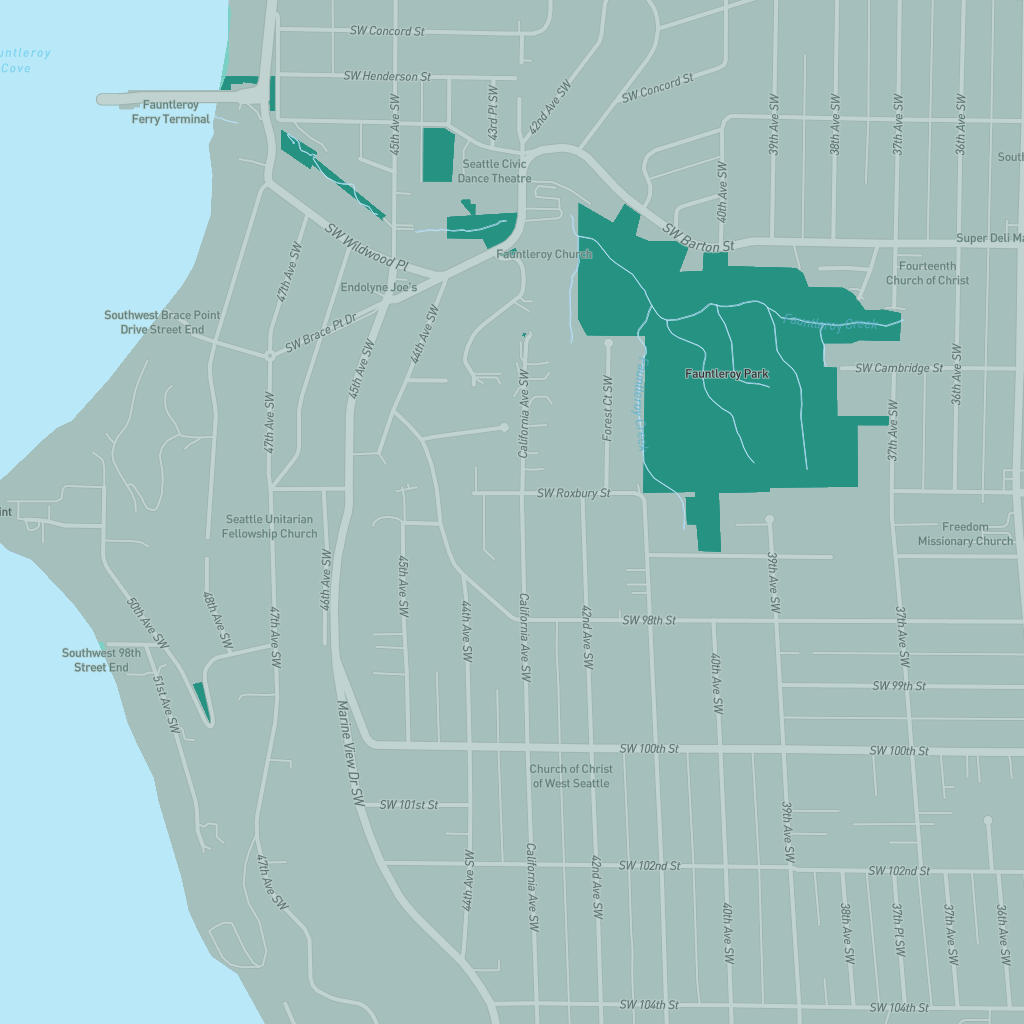 SW Concord St
untleroy
Cove
SW Henderson St
SW Concord St
42nd Ave SW
43rd Pl SW
45th Ave SW
39th Ave SW
38th Ave SW
37th Ave SW
36th Ave SW
Fauntleroy
Ferry Terminal
Seattle Civic
Dance Theatre
South
40th Ave SW
SW Barton St
Super Deli Ma
SW Wildwood Pl
47th Ave SW
Fauntleroy Church
Fourteenth
Church of Christ
Endolyne Joe's
Southwest Brace Point
Drive Street End
SW Brace Pt Dr
44th Ave SW
45th Ave SW
Fauntleroy Creek
Fauntleroy Park
SW Cambridge St
36th Ave SW
37th Ave SW
Fauntleroy Creek
Forest Ct SW
California Ave SW
47th Ave SW
SW Roxbury St
int
Seattle Unitarian
Fellowship Church
Freedom
Missionary Church
46th Ave SW
45th Ave SW
39th Ave SW
50th Ave SW
48th Ave SW
47th Ave SW
44th Ave SW
California Ave SW
42nd Ave SW
SW 98th St
37th Ave SW
Southwest 98th
Street End
51st Ave SW
40th Ave SW
SW 99th St
Marine View Dr SW
SW 100th St
SW 100th St
Church of Christ
of West Seattle
SW 101st St
39th Ave SW
47th Ave SW
44th Ave SW
California Ave SW
42nd Ave SW
SW 102nd St
SW 102nd St
40th Ave SW
38th Ave SW
37th Pl SW
37th Ave SW
36th Ave SW
SW 104th St
SW 104th St